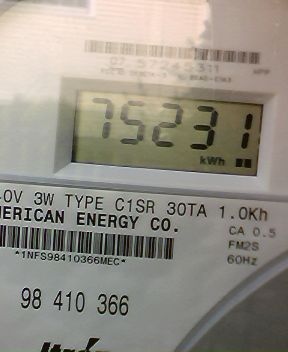 75231
kWh
0V 3W TYPE C1SR 30TA 1.0Kh
MERICAN ENERGY CO.
CA 0.5
FM2S
60Hz
*1NFS98410366MEC*
98 410 366
Itron